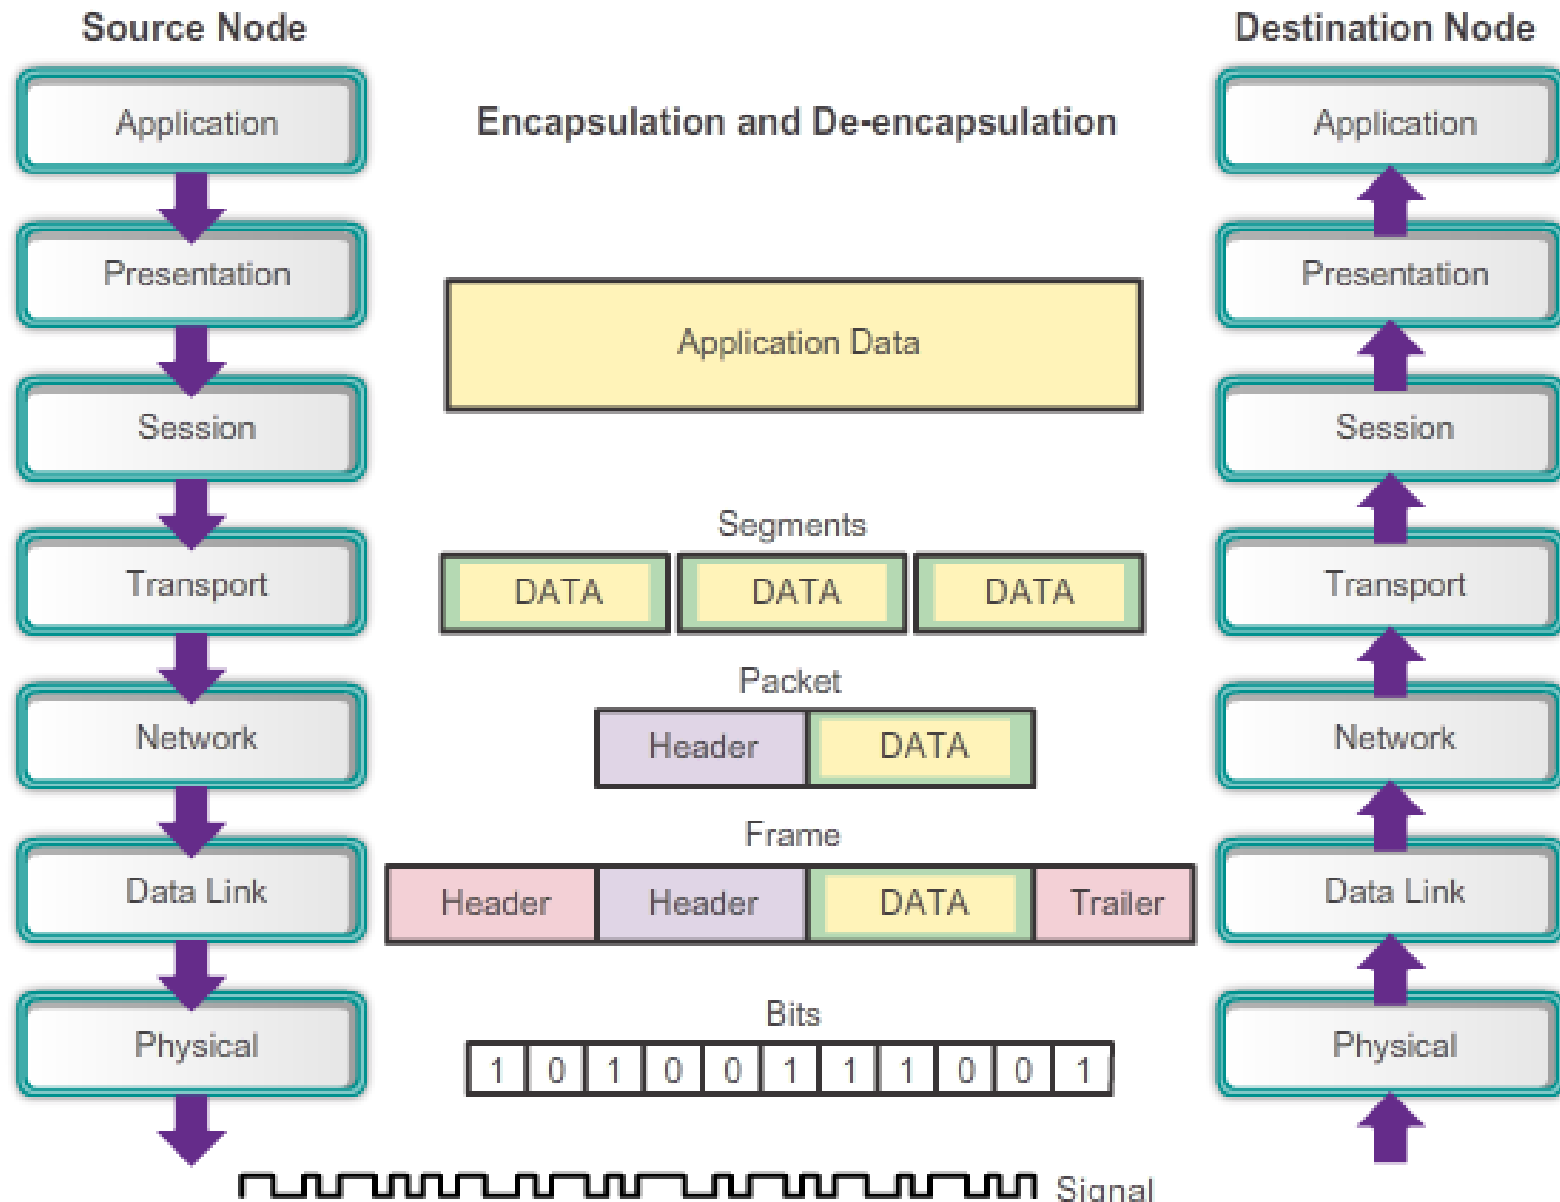 Source Node
Destination Node
Encapsulation and De-encapsulation
Application
Application
Presentation
Application Data
Presentation
Session
Session
Segments
Transport
DATA DATA DATA
Transport
Packet
Network
Header DATA
Network
Frame
Data Link
Header Header DATA Trailer
Data Link
Bits
Physical
1 0 1 0 0 1 1 1 0 0 1
Physical
Signal